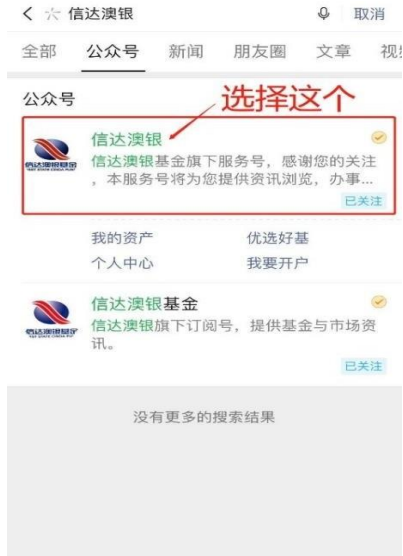 信达澳银 取消
全部 公众号 新闻 朋友圈 文章 视
公众号
选择这个
信达澳银
信达澳银基金旗下服务号，感谢您的关注
，本服务号将为您提供资讯浏览，办事...
已关注
我的资产 优选好基
个人中心 我要开户
信达澳银基金
信达澳银旗下订阅号，提供基金与市场资
讯。
已关注
没有更多的搜索结果